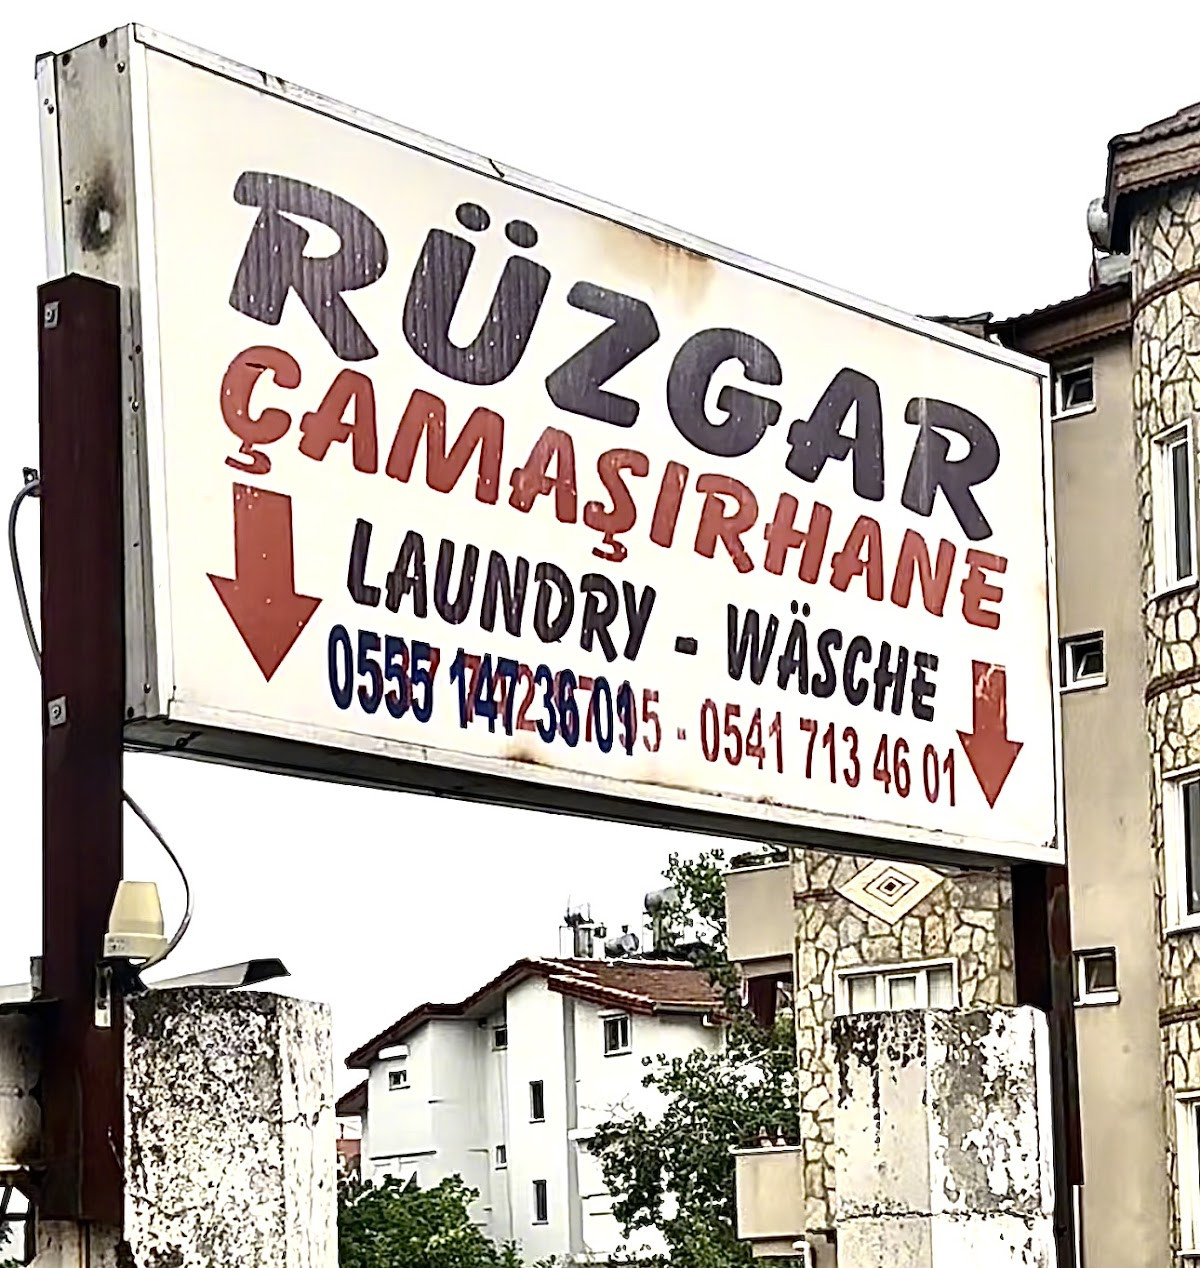 RÜZGAR
ÇAMAŞIRHANE
LAUNDRY - WÄSCHE
- 0541 713 46 01